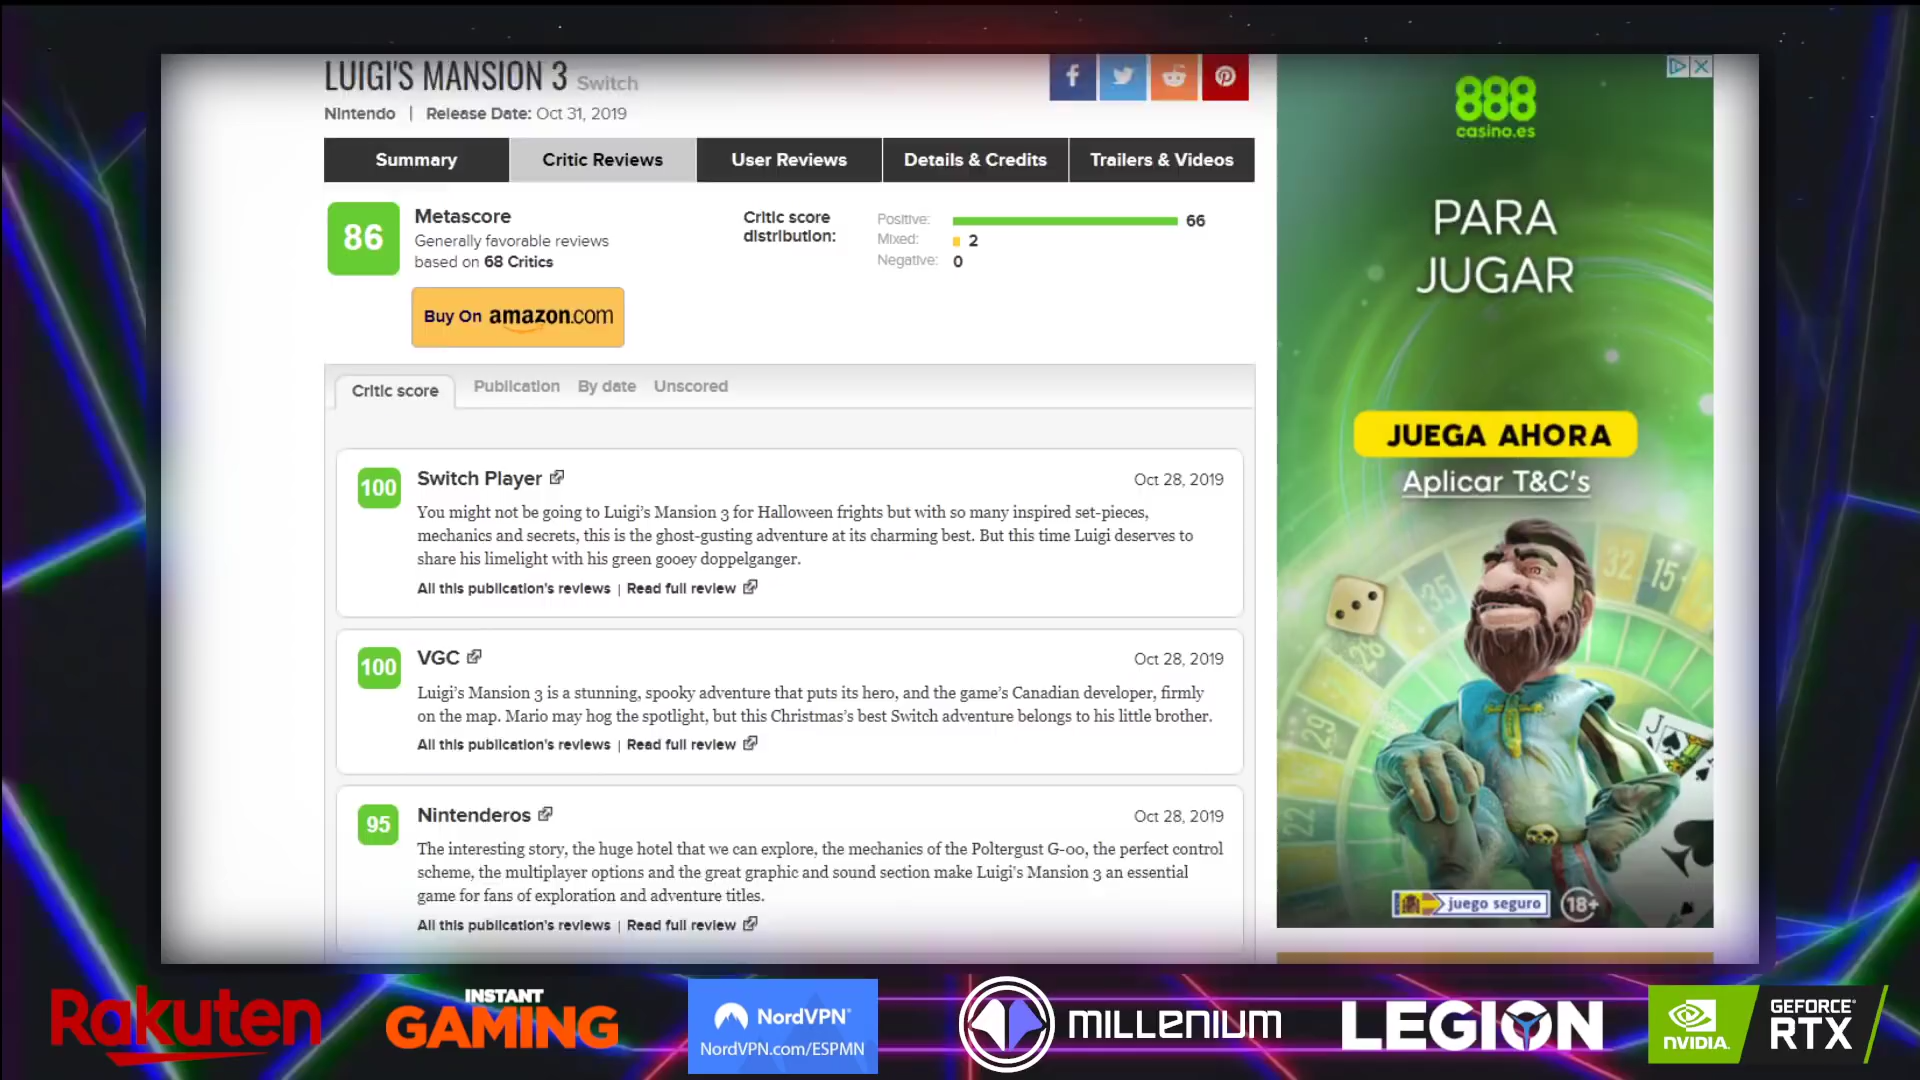 LUIGI'S MANSION 3 Switch
Nintendo | Release Date: Oct 31, 2019
Summary
Critic Reviews
User Reviews
Details & Credits
Trailers & Videos
86
Metascore
Generally favorable reviews
based on 68 Critics
Critic score
distribution:
Positive: 66
Mixed: 2
Negative: 0
Buy On amazon.com
Critic score
Publication
By date
Unscored
100
Switch Player
Oct 28, 2019
You might not be going to Luigi's Mansion 3 for Halloween frights but with so many inspired set-pieces,
mechanics and secrets, this is the ghost-gusting adventure at its charming best. But this time Luigi deserves to
share his limelight with his green gooey doppelganger.
All this publication's reviews | Read full review
100
VGC
Oct 28, 2019
Luigi's Mansion 3 is a stunning, spooky adventure that puts its hero, and the game's Canadian developer, firmly
on the map. Mario may hog the spotlight, but this Christmas's best Switch adventure belongs to his little brother.
All this publication's reviews | Read full review
95
Nintenderos
Oct 28, 2019
The interesting story, the huge hotel that we can explore, the mechanics of the Poltergust G-00, the perfect control
scheme, the multiplayer options and the great graphic and sound section make Luigi's Mansion 3 an essential
game for fans of exploration and adventure titles.
All this publication's reviews | Read full review
888
casino.es
PARA
JUGAR
JUEGA AHORA
Aplicar T&C's
32
15
35
28
29
22
J
juego seguro
18+
Rakuten
INSTANT
GAMING
NordVPN
NordVPN.com/ESPMN
MILLENIUM
LEGION
NVIDIA.
GEFORCE
RTX